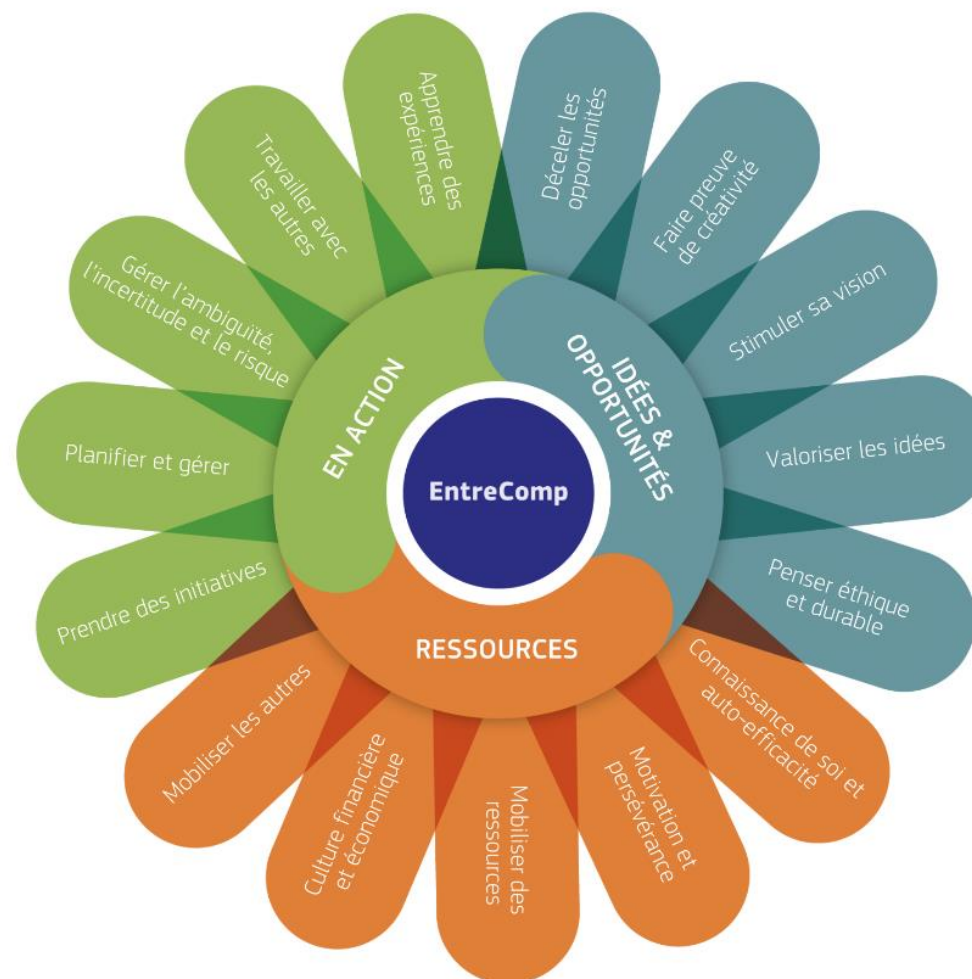 EntreComp
IDÉES &
OPPORTUNITÉS
Déceler les
opportunités
Faire preuve
de créativité
Stimuler sa vision
Valoriser les idées
Penser éthique
et durable
RESSOURCES
Connaissance de soi et
auto-efficacité
Motivation et
persévérance
Mobiliser des
ressources
Culture financière
et économique
Mobiliser les autres
EN ACTION
Prendre des initiatives
Planifier et gérer
Gérer l'ambiguïté,
l'incertitude et le risque
Travailler avec
les autres
Apprendre des
expériences